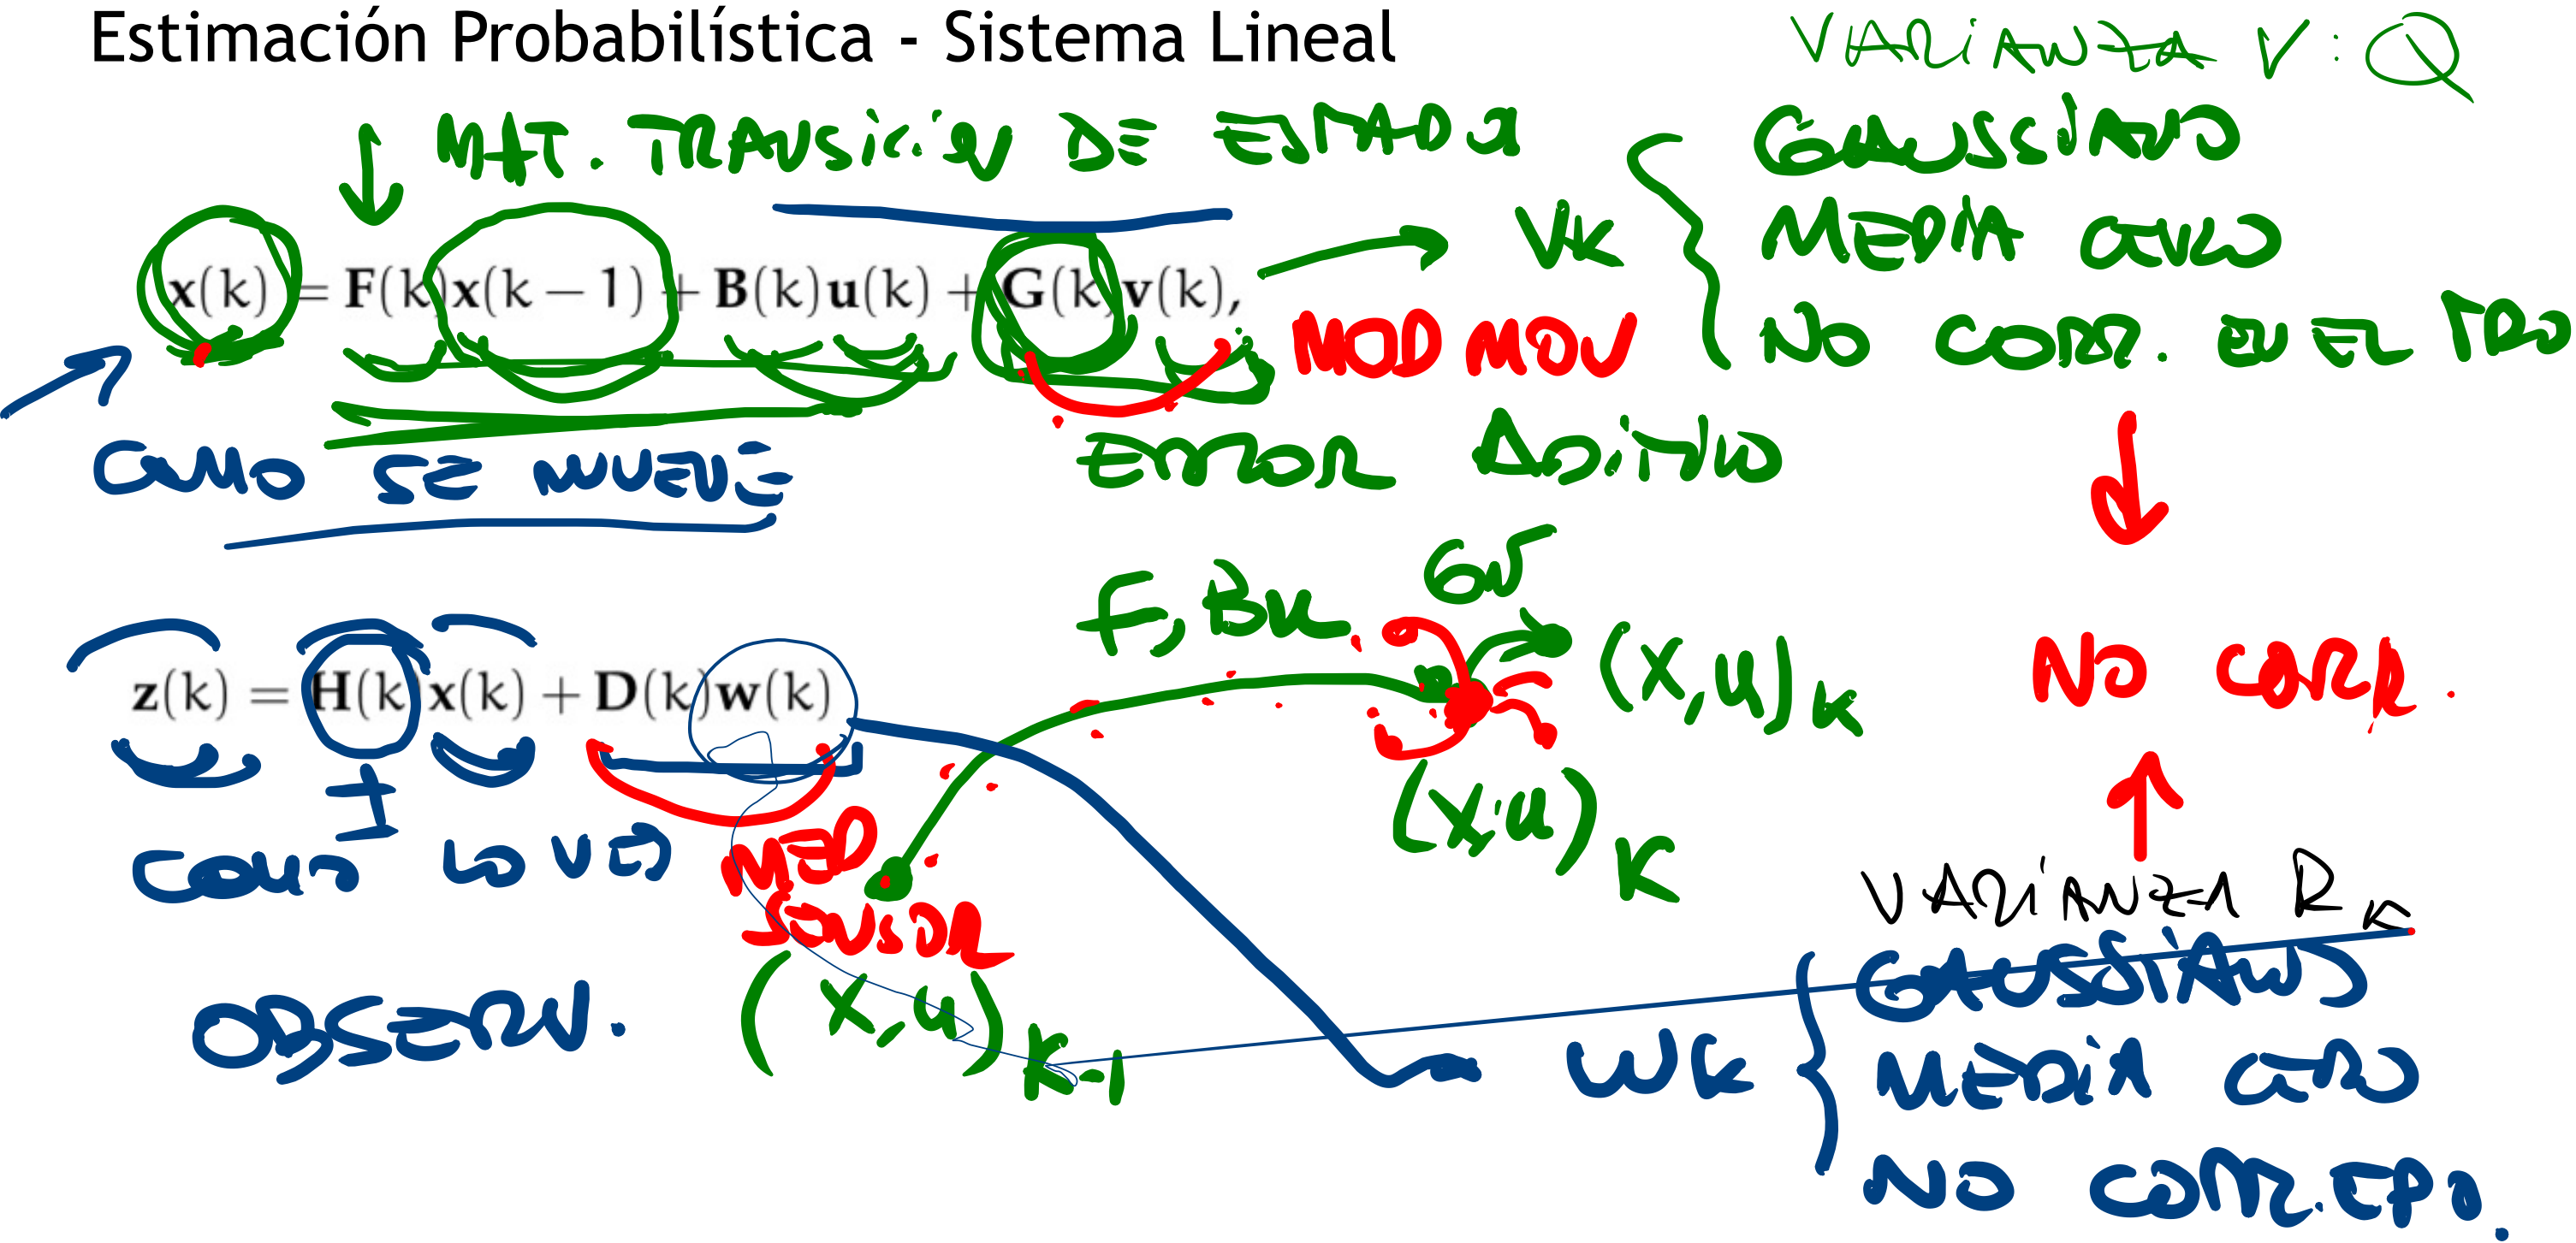 Estimación Probabilística - Sistema Lineal
VARIANZA V : Q
MAT. TRANSICIÓN DE ESTADO
GAUSSIANO
VK
MEDIA CERO
x(k) = F(k)x(k − 1) + B(k)u(k) + G(k)v(k),
MOD MOV
NO CORR. EN EL TPO
COMO SE MUEVE
ERROR ADITIVO
F, Bu
Gv
(X,Y)K
NO CORR.
z(k) = H(k)x(k) + D(k)w(k)
I
(X,Y)K
COMO LO VEO
MED
SENSOR
VARIANZA RK
GAUSSIANO
OBSERV.
(X,Y)K-1
WK
MEDIA CERO
NO CORR. TPO.